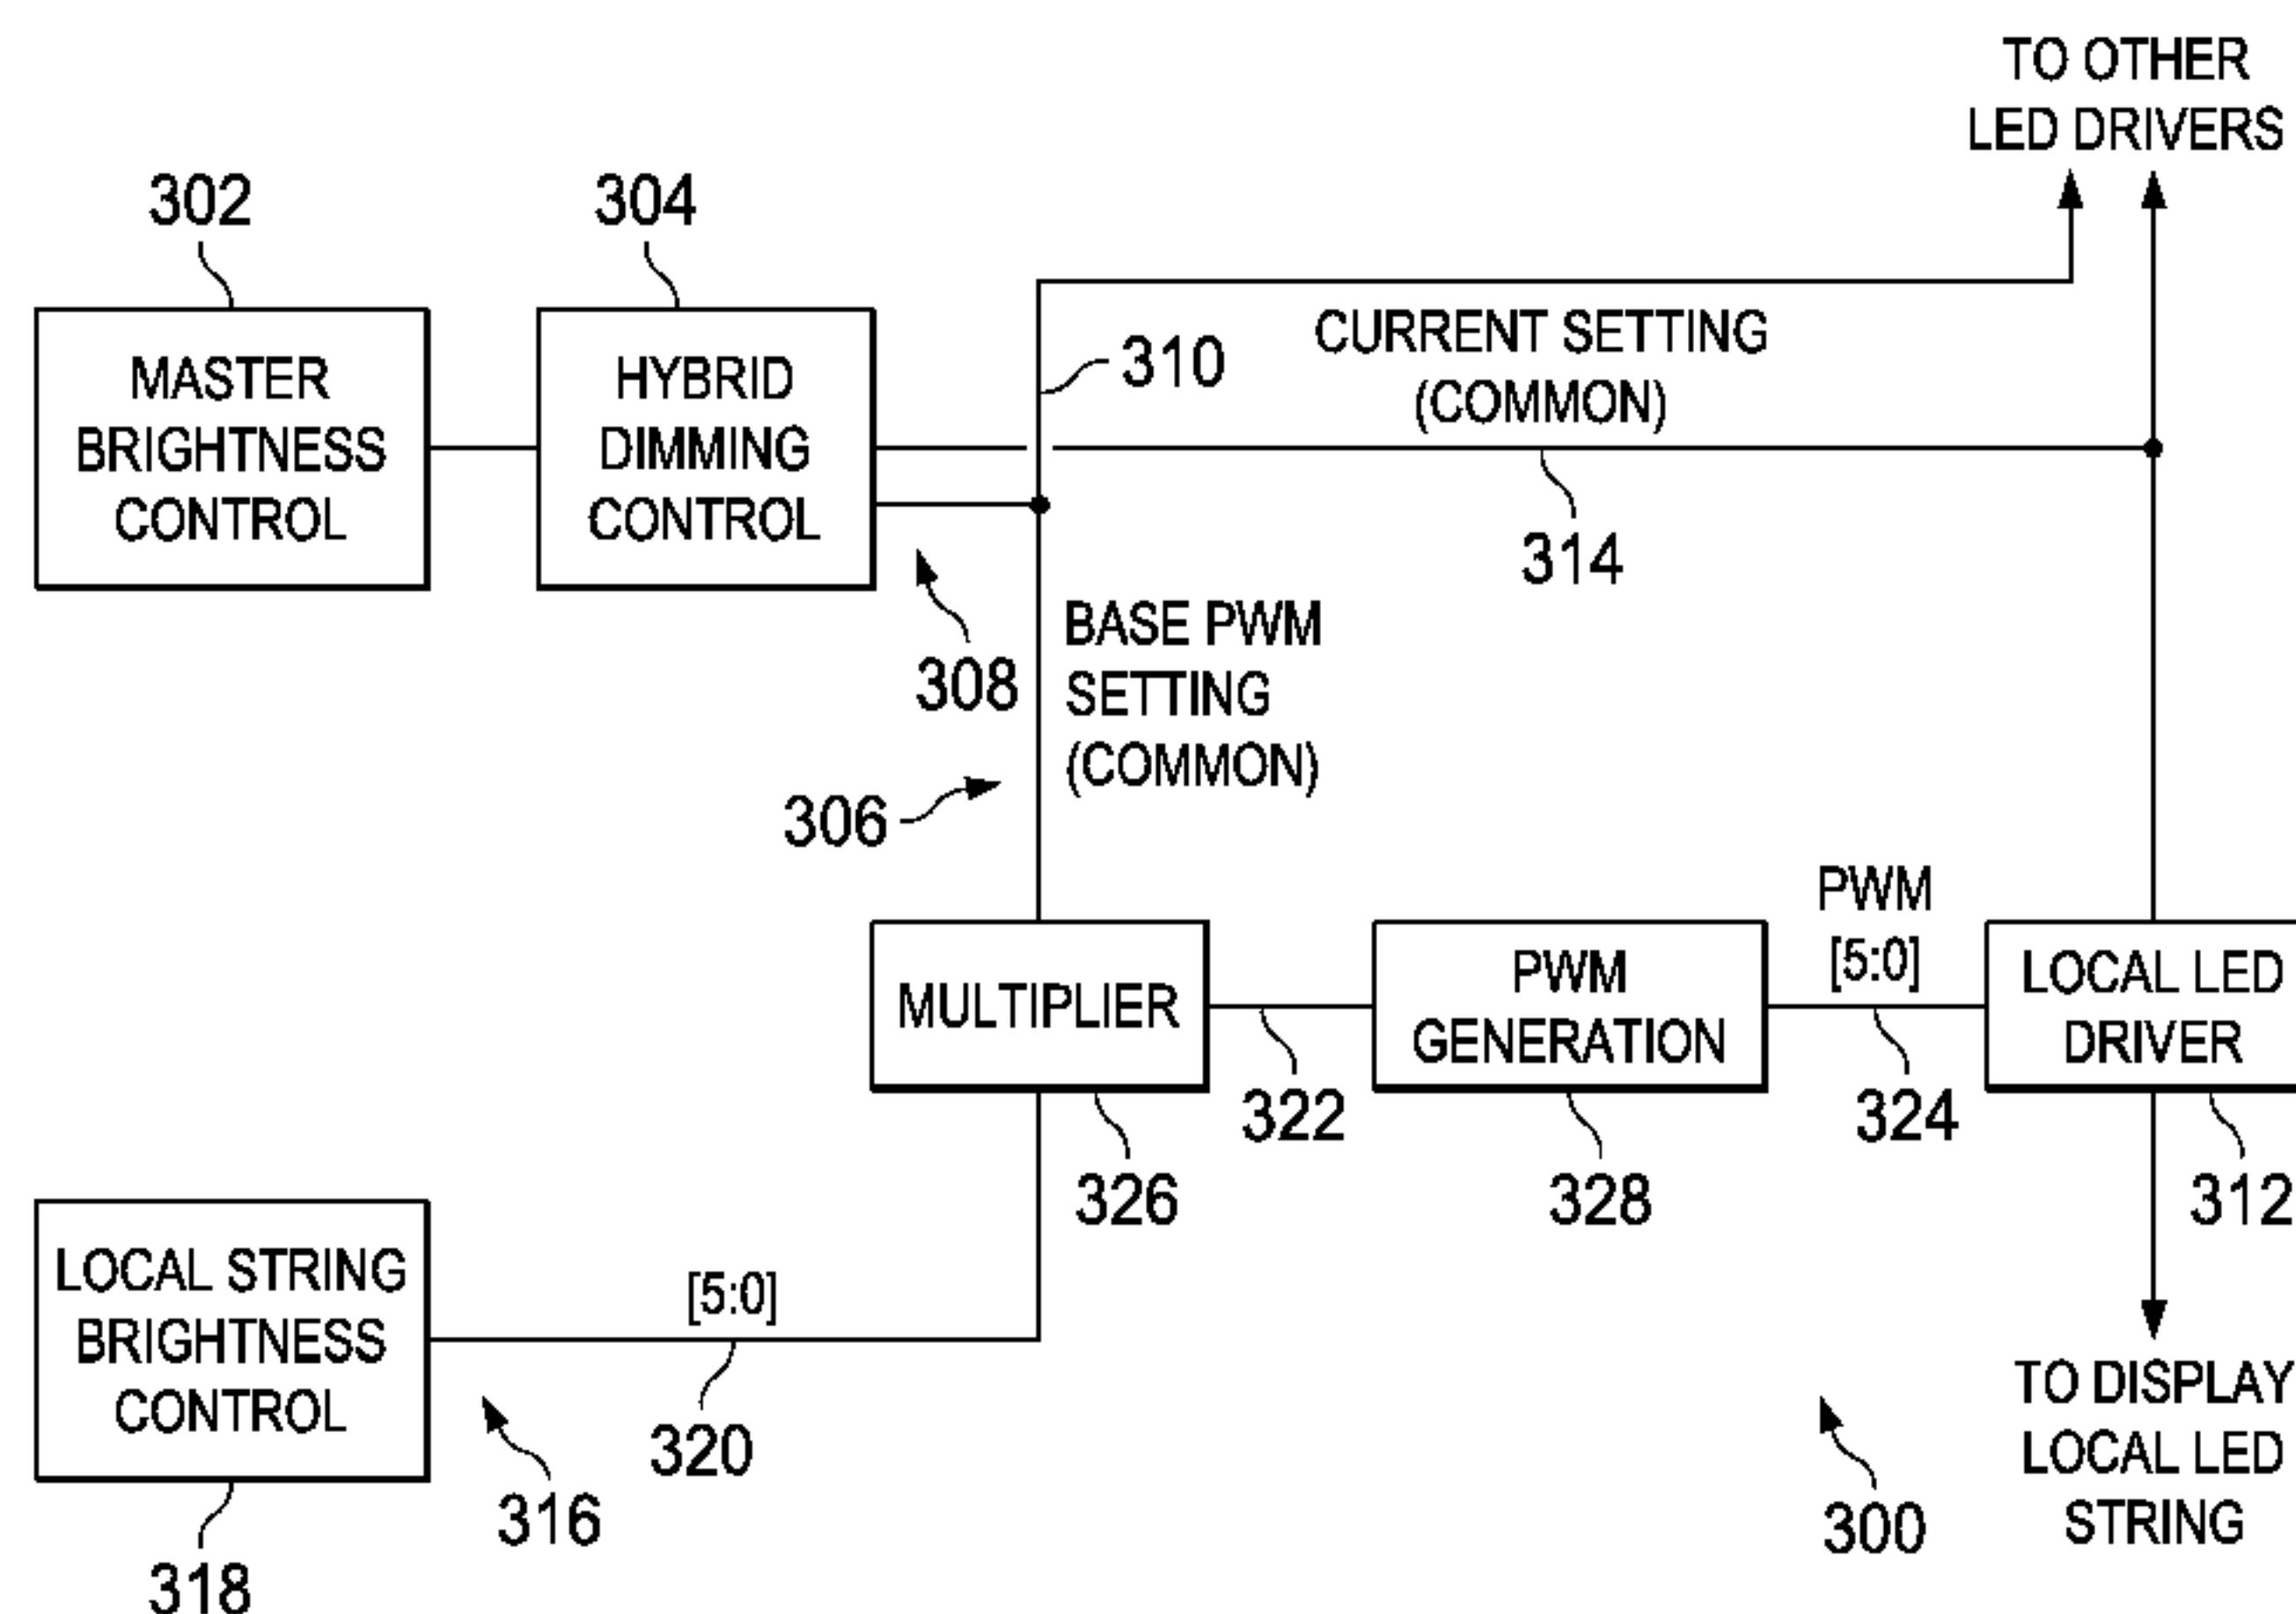 TO OTHER
LED DRIVERS
302
304
MASTER
BRIGHTNESS
CONTROL
HYBRID
DIMMING
CONTROL
310
CURRENT SETTING
(COMMON)
314
308
BASE PWM
SETTING
(COMMON)
306
MULTIPLIER
PWM
GENERATION
PWM
[5:0]
LOCAL LED
DRIVER
322
324
326
328
312
LOCAL STRING
BRIGHTNESS
CONTROL
[5:0]
320
316
318
300
TO DISPLAY
LOCAL LED
STRING